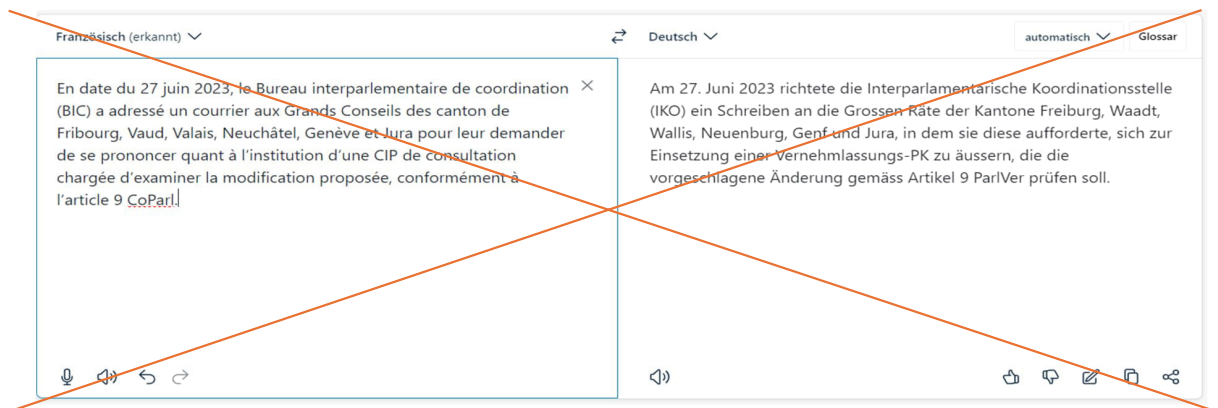 Französisch (erkannt)
Deutsch
automatisch
Glossar
En date du 27 juin 2023, le Bureau interparlementaire de coordination
(BIC) a adressé un courrier aux Grands Conseils des canton de
Fribourg, Vaud, Valais, Neuchâtel, Genève et Jura pour leur demander
de se prononcer quant à l'institution d'une CIP de consultation
chargée d'examiner la modification proposée, conformément à
l'article 9 CoParl.
Am 27. Juni 2023 richtete die Interparlamentarische Koordinationsstelle
(IKO) ein Schreiben an die Grossen Räte der Kantone Freiburg, Waadt,
Wallis, Neuenburg, Genf und Jura, in dem sie diese aufforderte, sich zur
Einsetzung einer Vernehmlassungs-PK zu äussern, die die
vorgeschlagene Änderung gemäss Artikel 9 ParlVer prüfen soll.